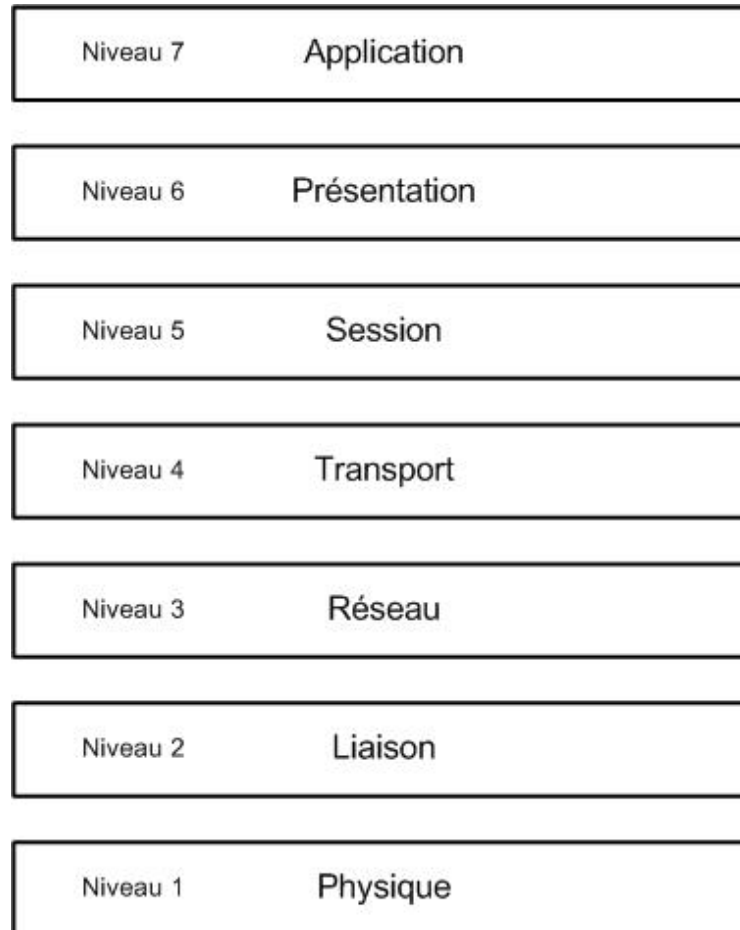 Niveau 7 Application
Niveau 6 Présentation
Niveau 5 Session
Niveau 4 Transport
Niveau 3 Réseau
Niveau 2 Liaison
Niveau 1 Physique